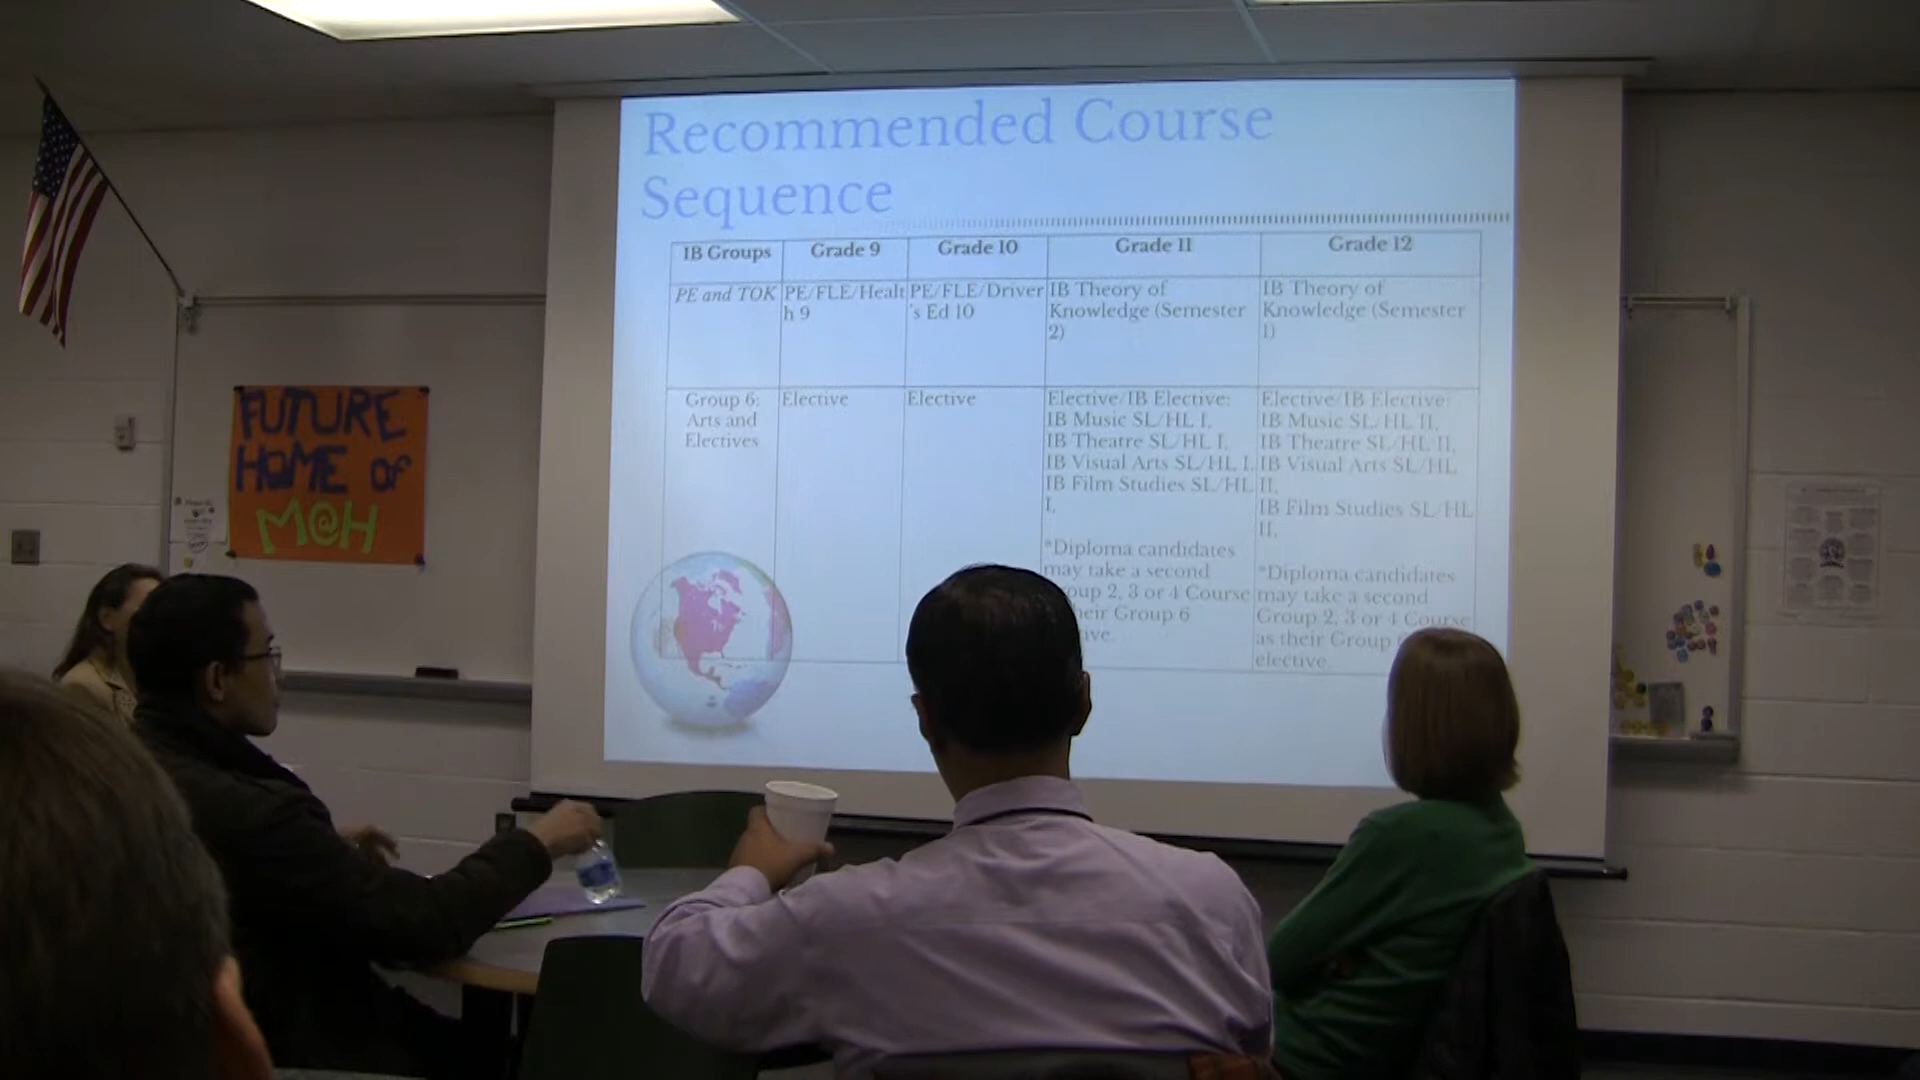 Recommended Course
Sequence
IB Groups
Grade 9
Grade 10
Grade 11
Grade 12
PE and TOK
PE/FLE/Healt
h 9
PE/FLE/Driver
's Ed 10
IB Theory of
Knowledge (Semester
2)
IB Theory of
Knowledge (Semester
1)
Group 6:
Arts and
Electives
Elective
Elective
Elective/IB Elective:
IB Music SL/HL I,
IB Theatre SL/HL I,
IB Visual Arts SL/HL I,
IB Film Studies SL/HL
I,
*Diploma candidates
may take a second
oup 2, 3 or 4 Course
heir Group 6
ive.
Elective/IB Elective:
IB Music SL/HL II,
IB Theatre SL/HL II,
IB Visual Arts SL/HL
II,
IB Film Studies SL/HL
II,
*Diploma candidates
may take a second
Group 2, 3 or 4 Course
as their Group
elective.
FUTURE
HOME OF
M@H